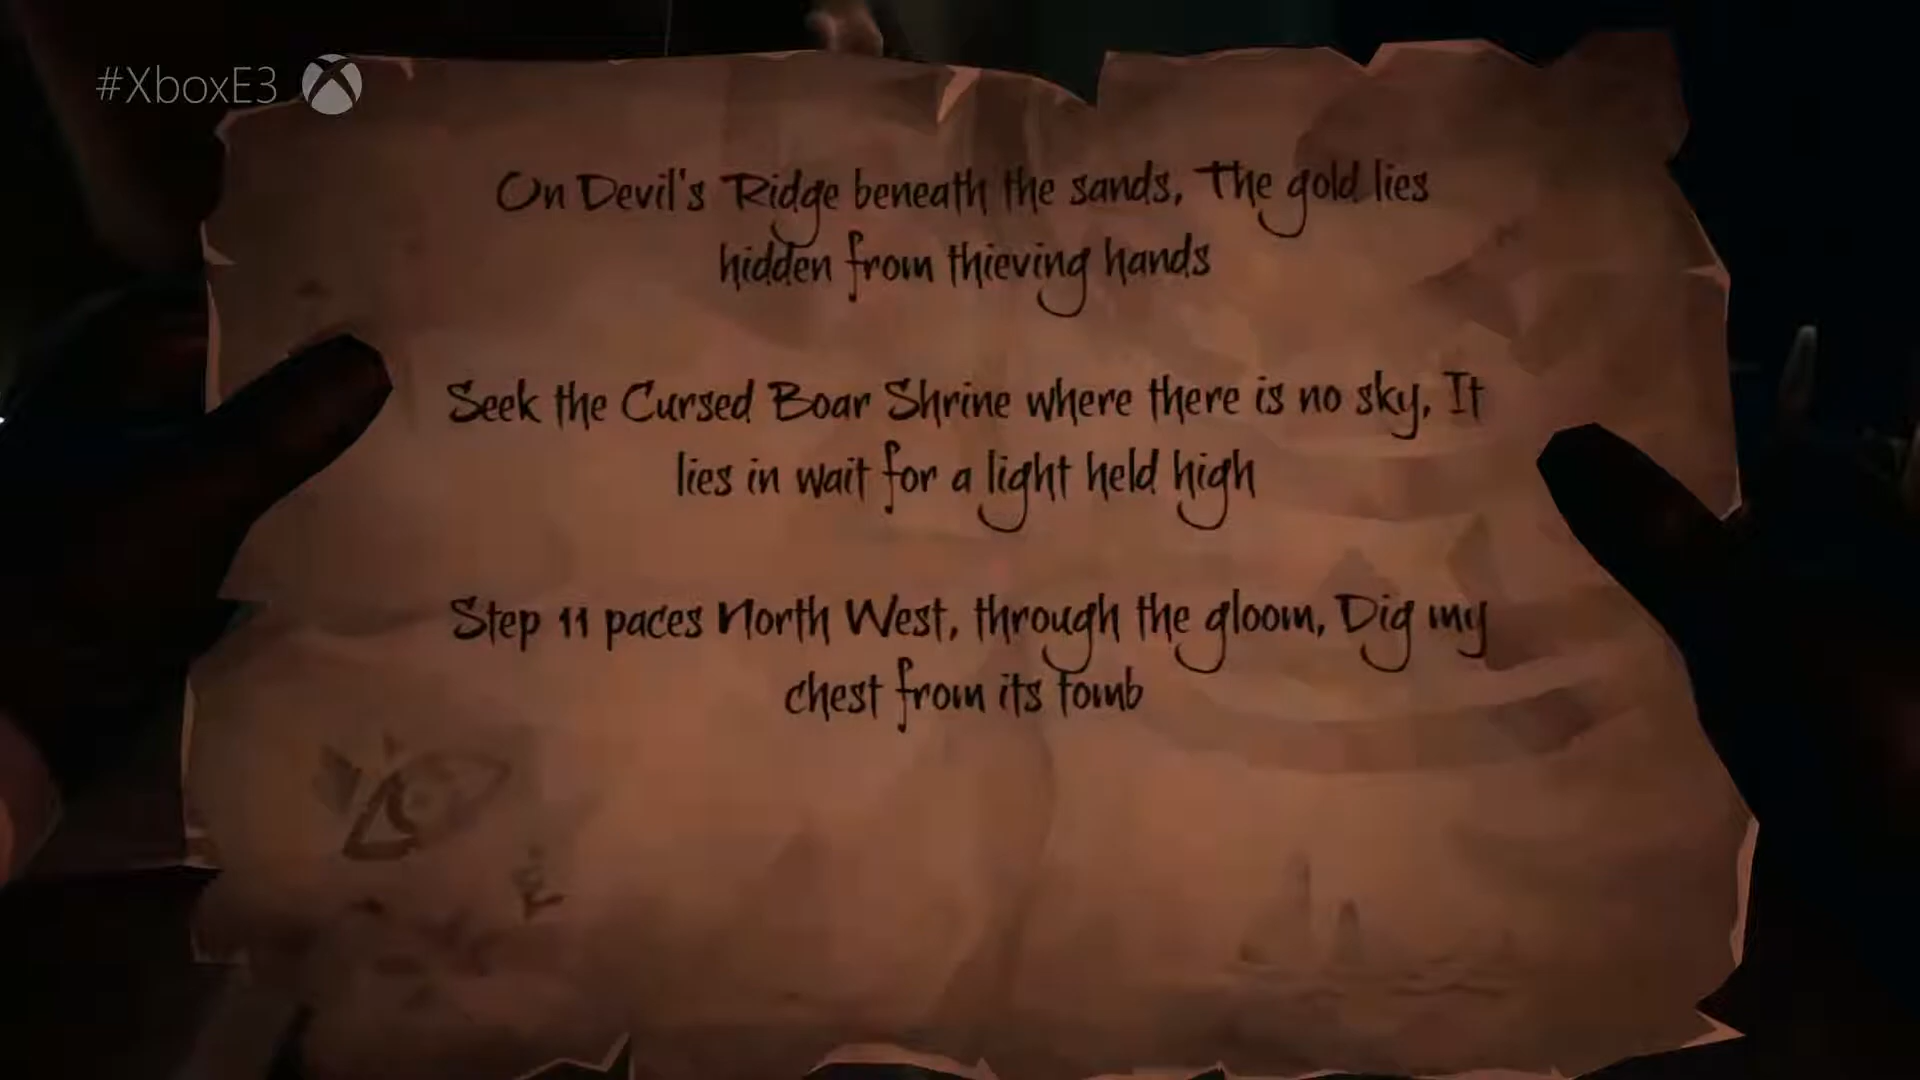 #XboxE3
On Devil's Ridge beneath the sands, The gold lies
hidden from thieving hands
Seek the Cursed Boar Shrine where there is no sky, It
lies in wait for a light held high
Step 11 paces North West, through the gloom, Dig my
chest from its tomb